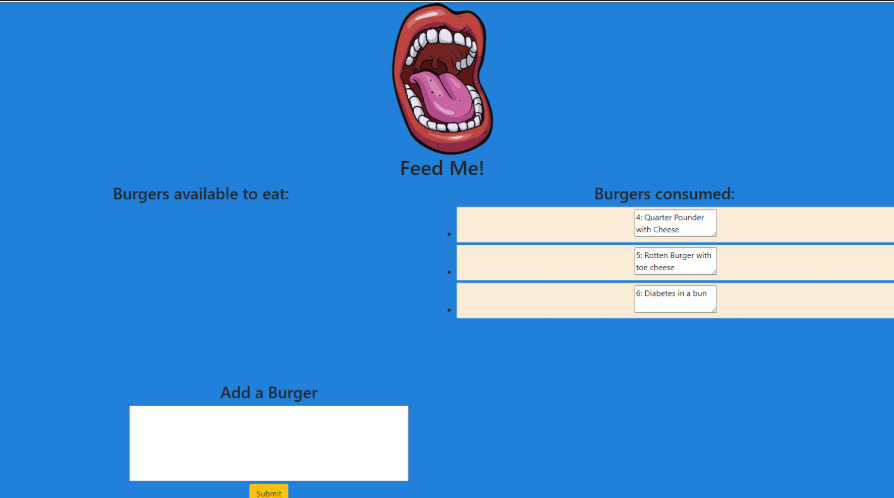 Feed Me!
Burgers available to eat:
Burgers consumed:
4: Quarter Pounder
with Cheese
5: Rotten Burger with
toe cheese
6: Diabetes in a bun
Add a Burger
Submit